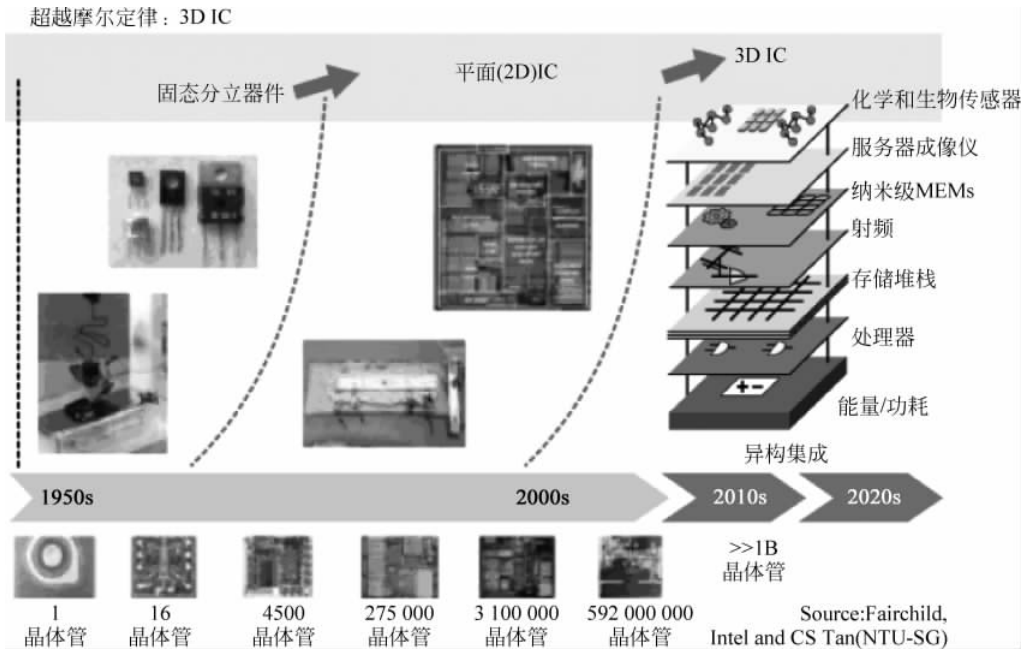 超越摩尔定律：3D IC
固态分立器件
平面(2D)IC
3D IC
化学和生物传感器
服务器成像仪
纳米级MEMs
射频
存储堆栈
处理器
能量/功耗
异构集成
1950s
2000s
2010s
2020s
1
晶体管
16
晶体管
4500
晶体管
275 000
晶体管
3 100 000
晶体管
592 000 000
晶体管
>>1B
晶体管
Source:Fairchild,
Intel and CS Tan(NTU-SG)